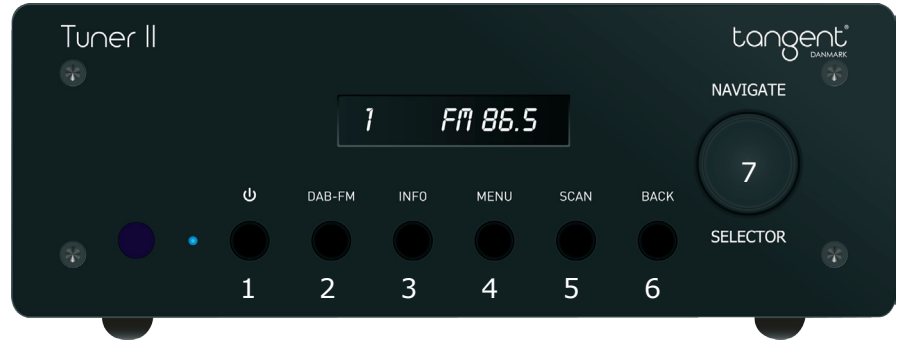 Tuner II
tangent®
DANMARK
NAVIGATE
1 FM 86.5
7
DAB-FM INFO MENU SCAN BACK
SELECTOR
1 2 3 4 5 6